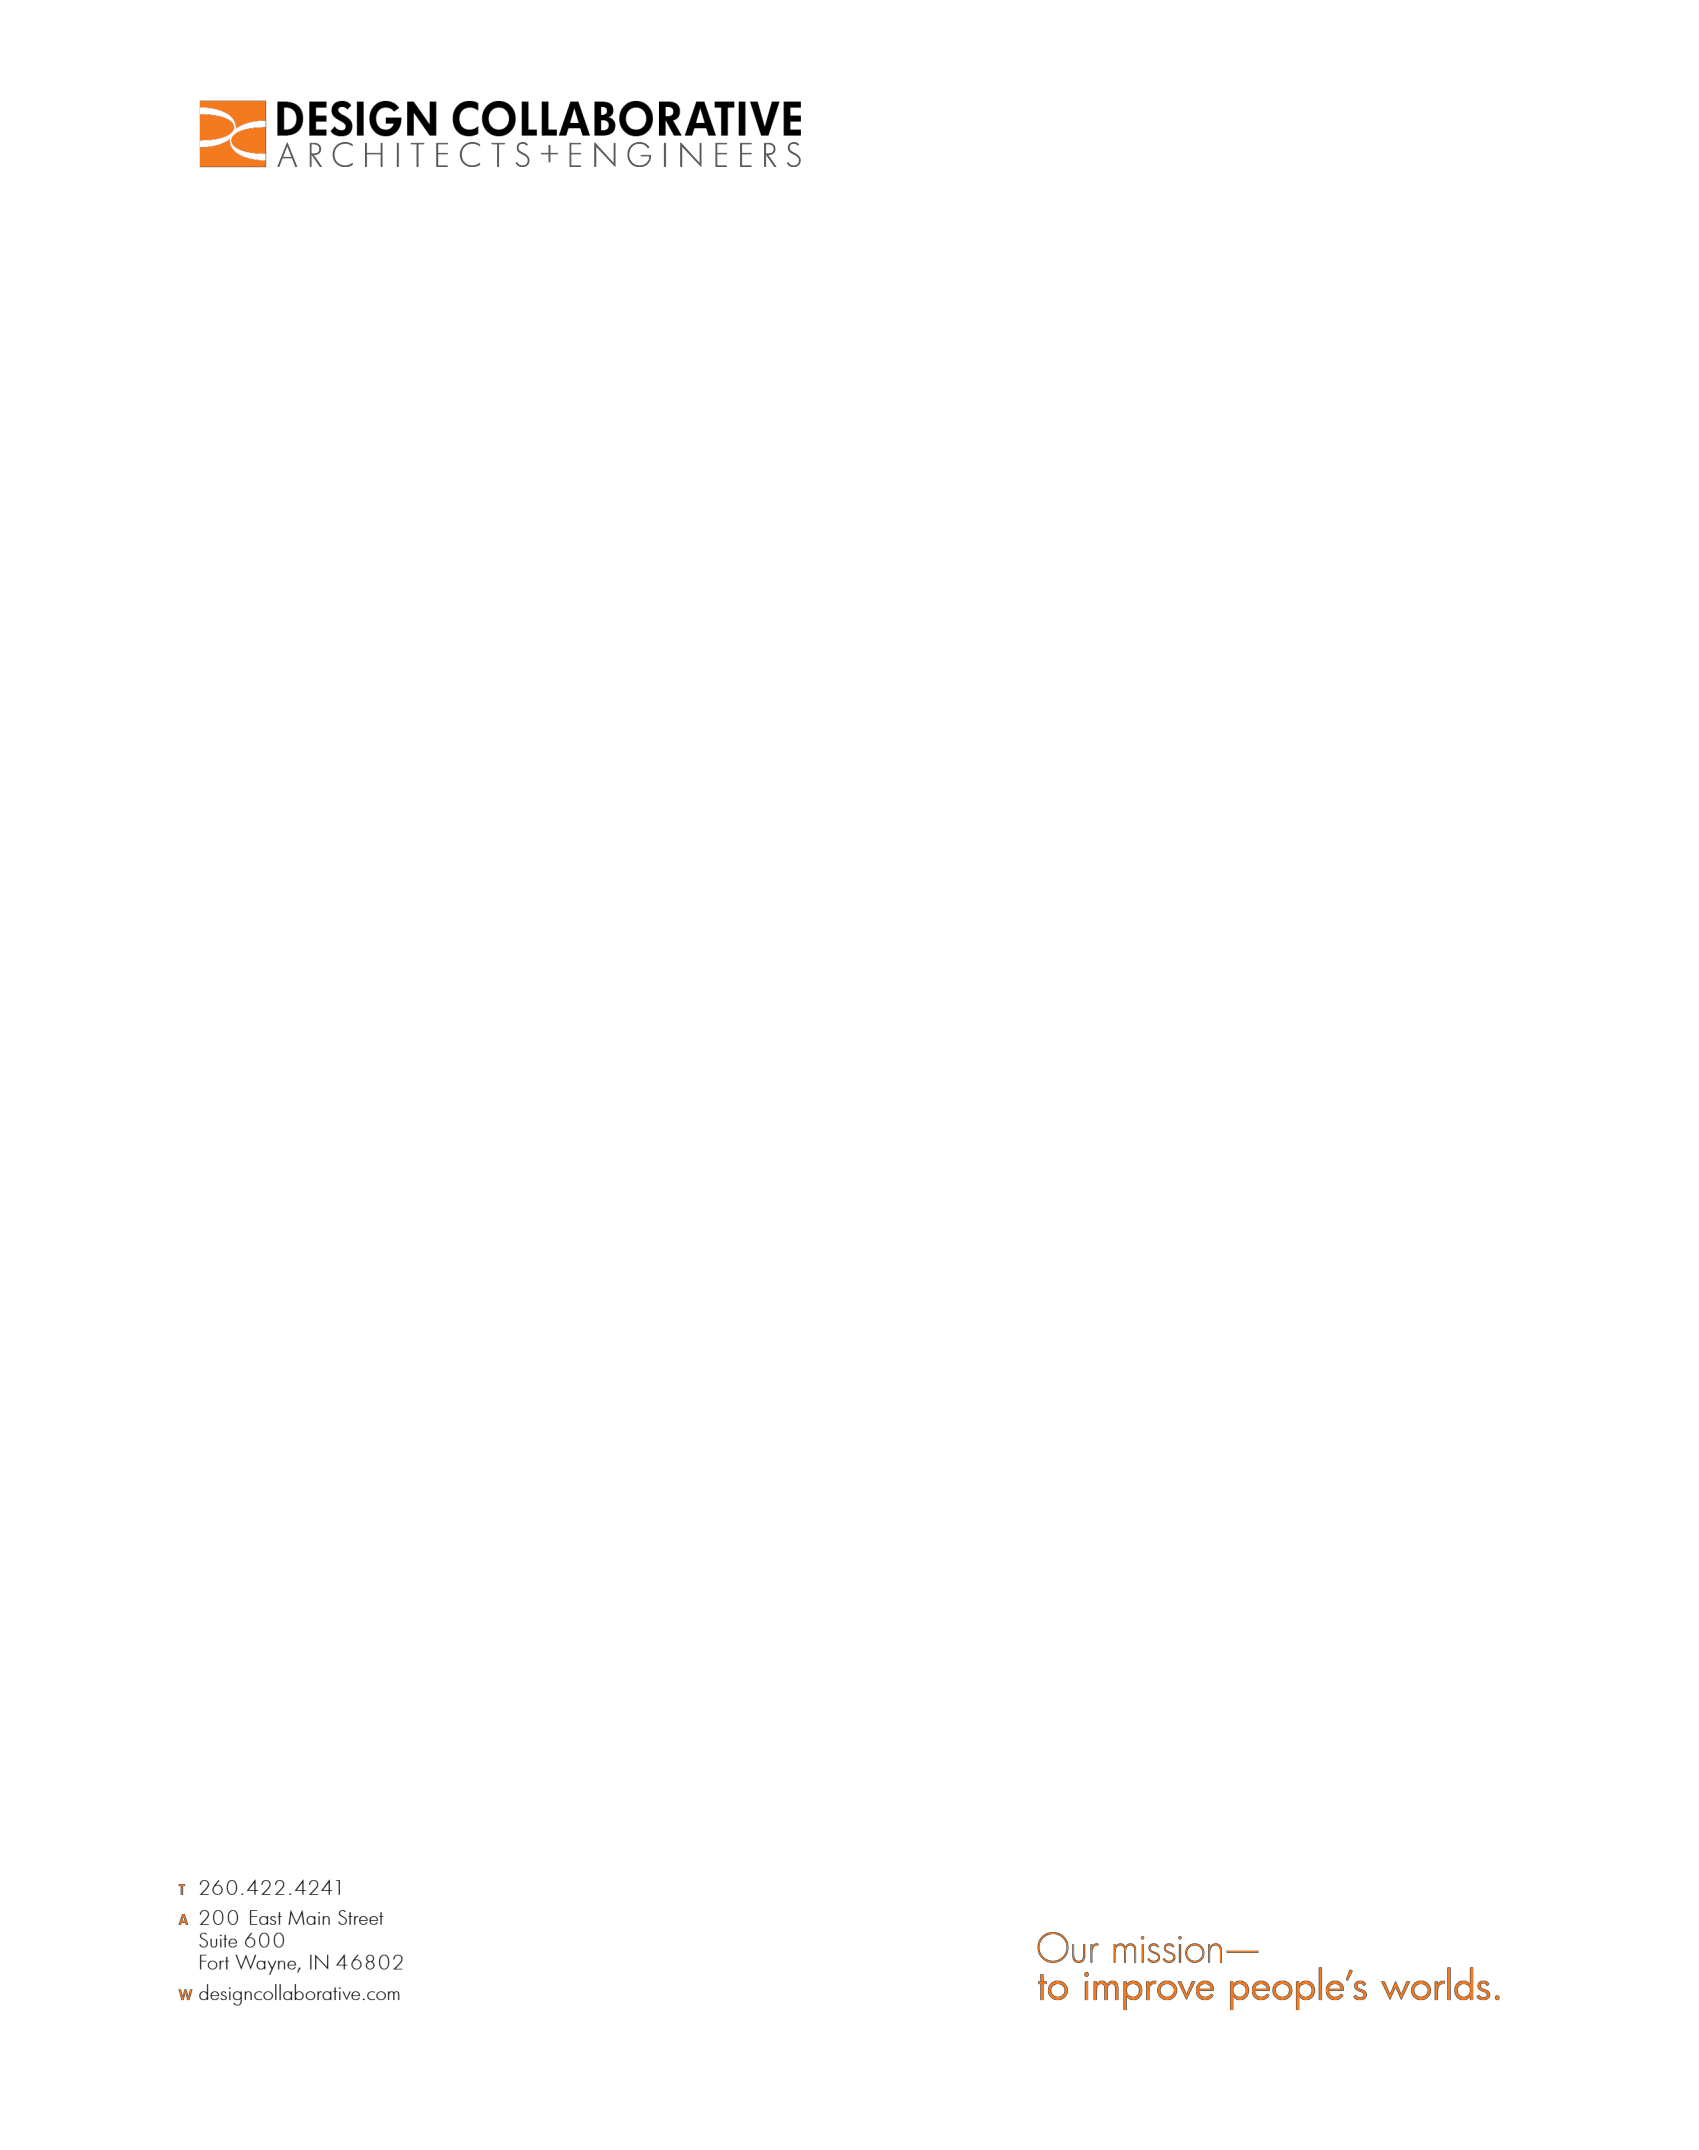 DESIGN COLLABORATIVE
ARCHITECTS+ENGINEERS
T 260.422.4241
A 200 East Main Street
Suite 600
Fort Wayne, IN 46802
W designcollaborative.com
Our mission—
to improve people’s worlds.